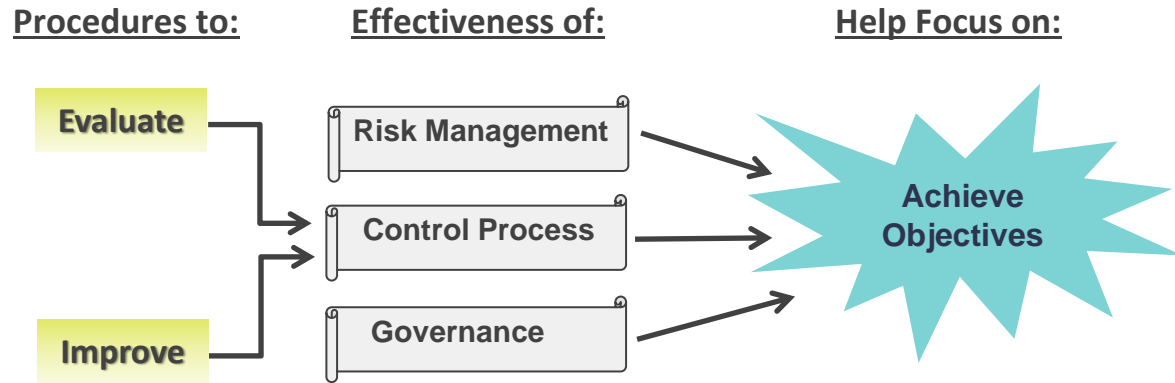 Procedures to:
Effectiveness of:
Help Focus on:
Evaluate
Improve
Risk Management
Control Process
Governance
Achieve
Objectives